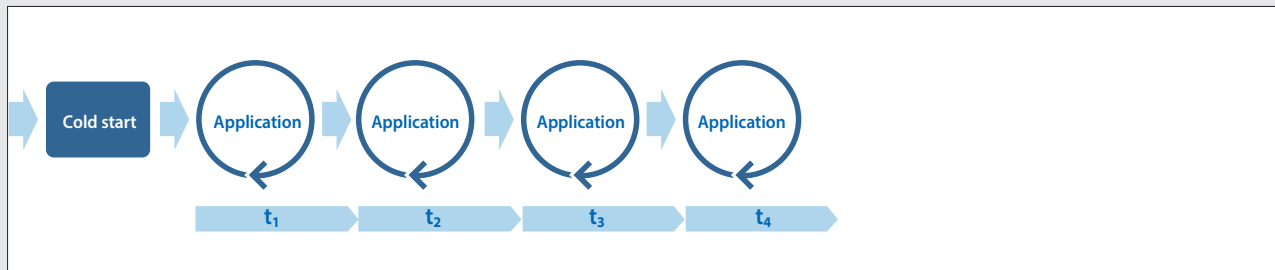 Cold start
Application
Application
Application
Application
t₁
t₂
t₃
t₄